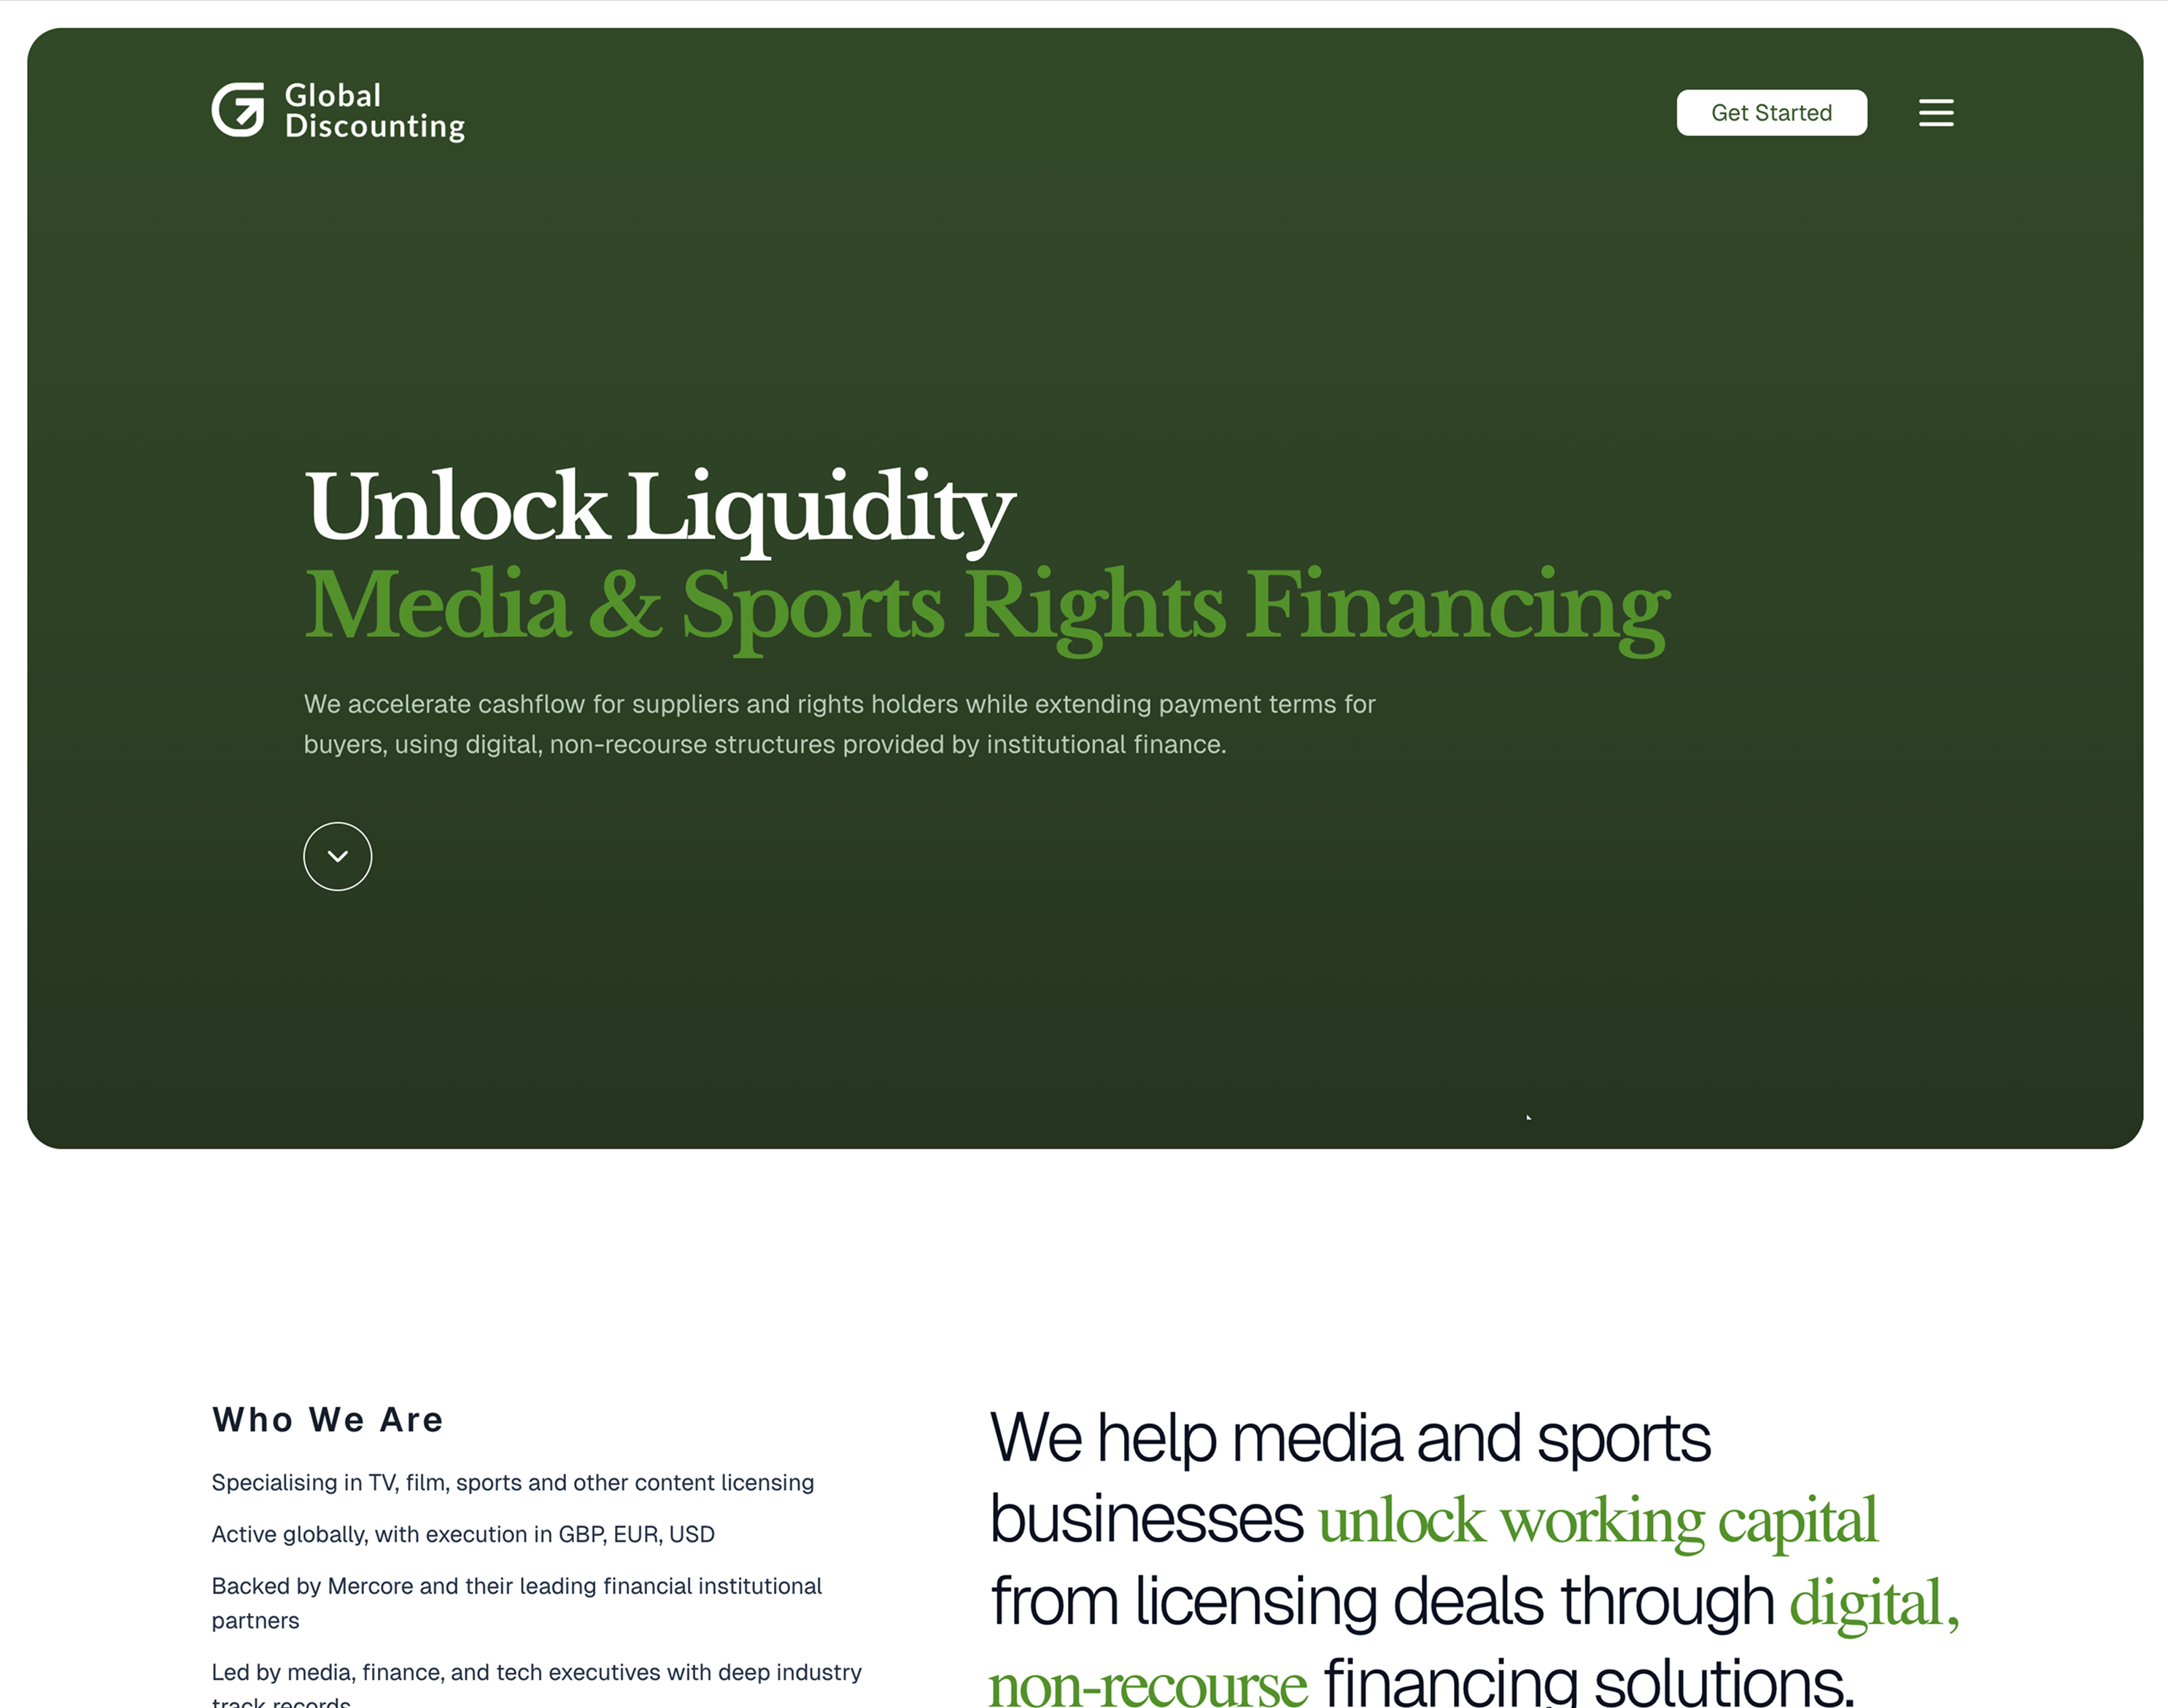 Global
Discounting
Get Started
Unlock Liquidity
Media & Sports Rights Financing
We accelerate cashflow for suppliers and rights holders while extending payment terms for
buyers, using digital, non-recourse structures provided by institutional finance.
Who We Are
Specialising in TV, film, sports and other content licensing
Active globally, with execution in GBP, EUR, USD
Backed by Mercore and their leading financial institutional
partners
Led by media, finance, and tech executives with deep industry
track records
We help media and sports
businesses unlock working capital
from licensing deals through digital,
non-recourse financing solutions.